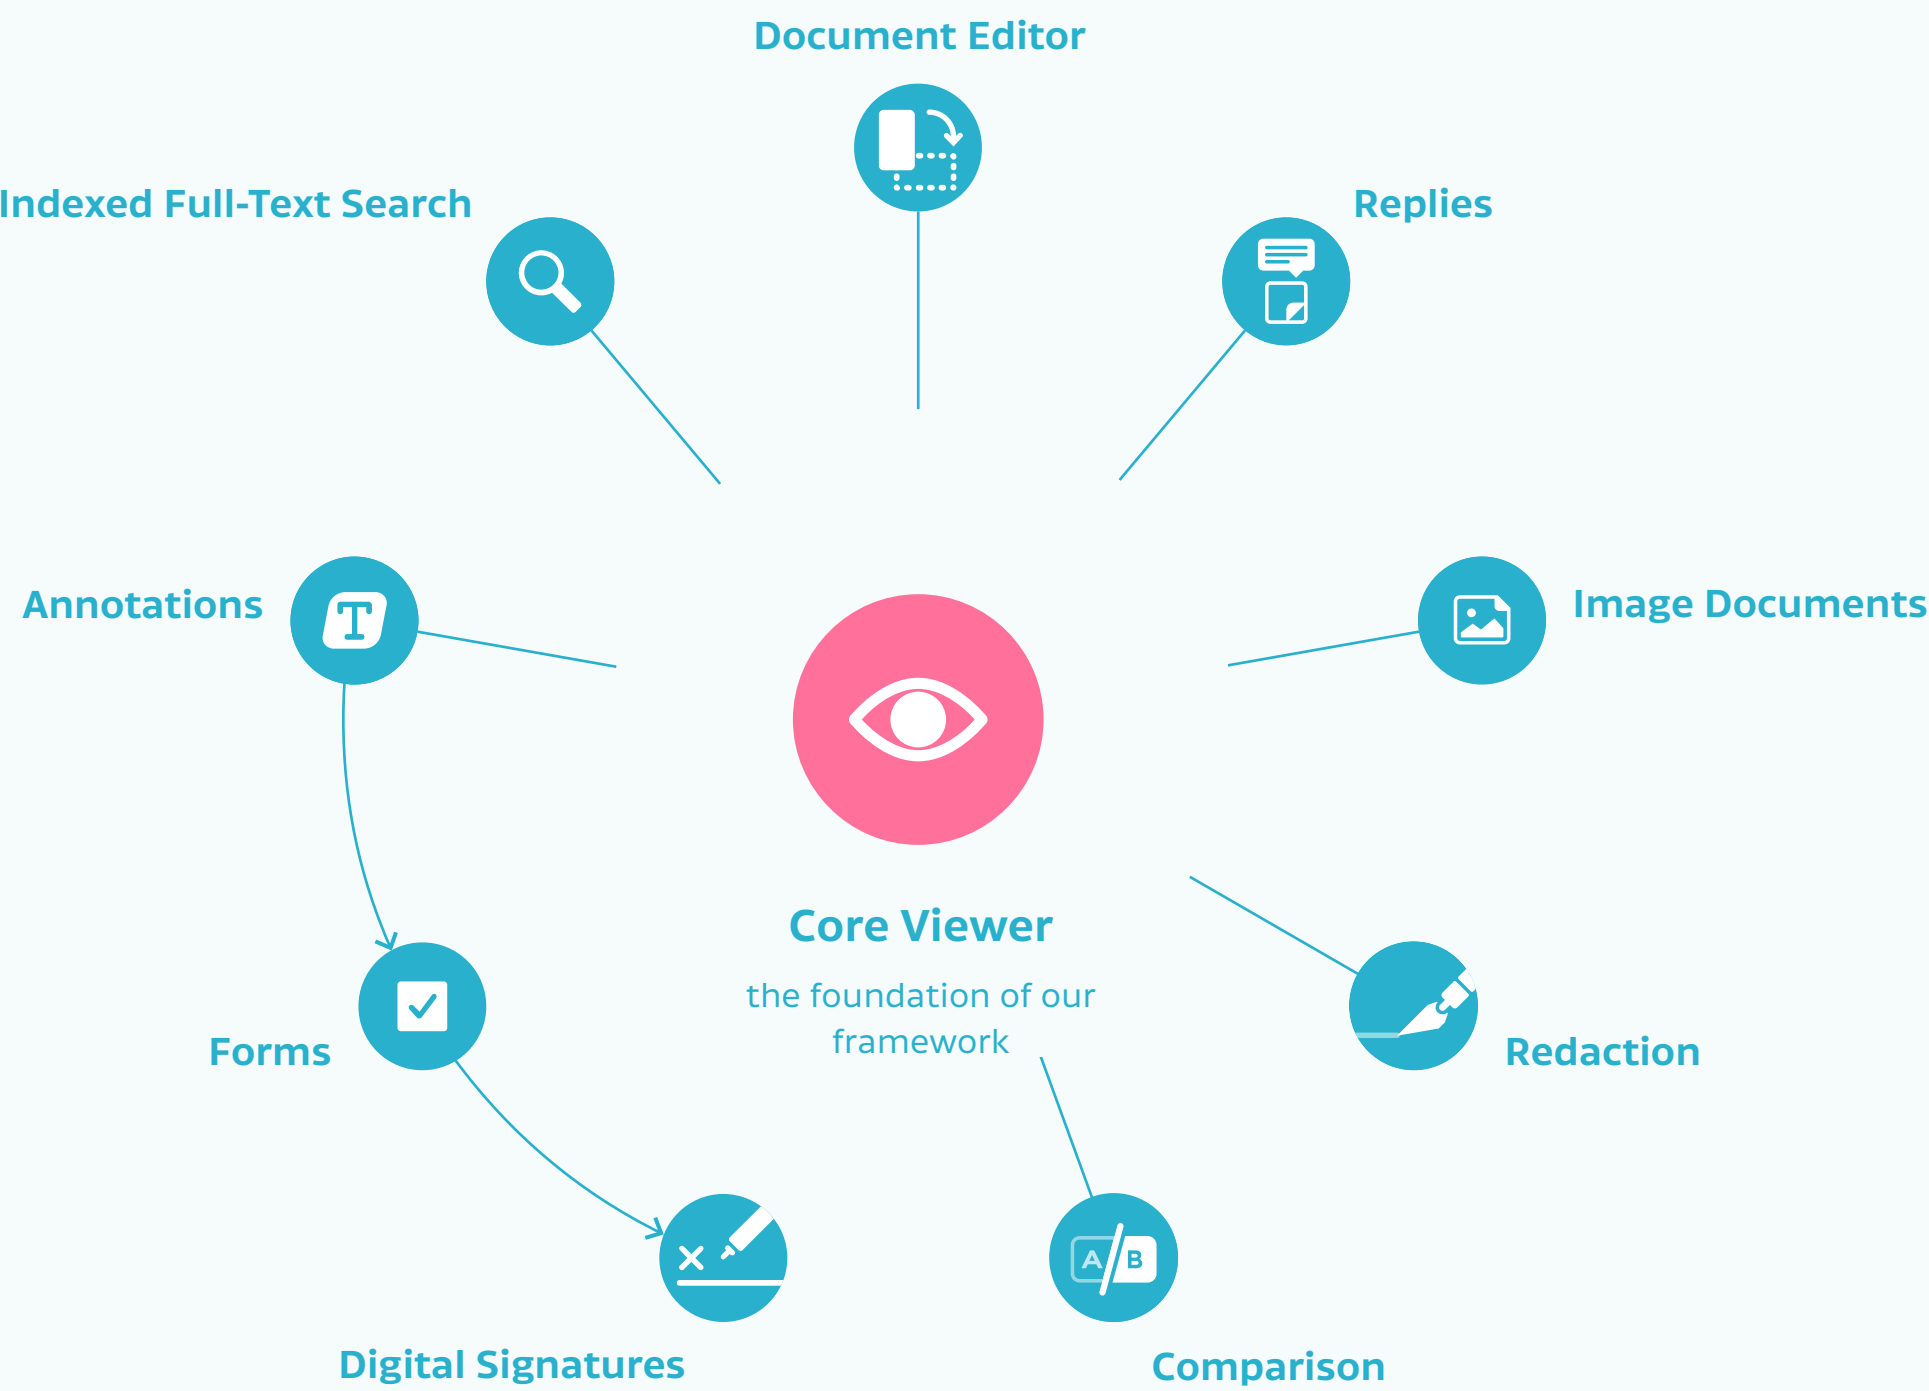 Document Editor
Indexed Full-Text Search
Replies
Annotations
Image Documents
Core Viewer
the foundation of our
framework
Forms
Redaction
A
B
Digital Signatures
Comparison